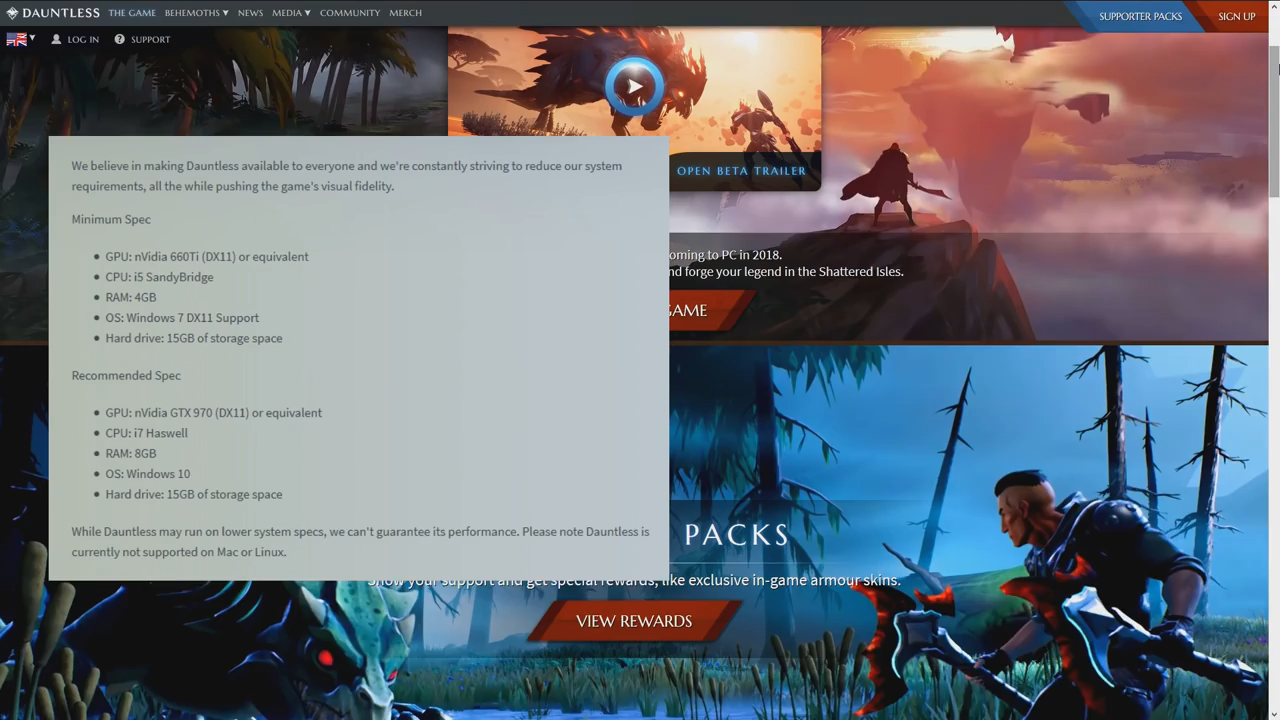 DAUNTLESS THE GAME BEHEMOTHS ▼ NEWS MEDIA ▼ COMMUNITY MERCH SUPPORTER PACKS SIGN UP
LOG IN SUPPORT
OPEN BETA TRAILER
We believe in making Dauntless available to everyone and we're constantly striving to reduce our system
requirements, all the while pushing the game's visual fidelity.
Minimum Spec
• GPU: nVidia 660Ti (DX11) or equivalent
• CPU: i5 SandyBridge
• RAM: 4GB
• OS: Windows 7 DX11 Support
• Hard drive: 15GB of storage space
Recommended Spec
• GPU: nVidia GTX 970 (DX11) or equivalent
• CPU: i7 Haswell
• RAM: 8GB
• OS: Windows 10
• Hard drive: 15GB of storage space
While Dauntless may run on lower system specs, we can't guarantee its performance. Please note Dauntless is
currently not supported on Mac or Linux.
oming to PC in 2018.
nd forge your legend in the Shattered Isles.
GAME
PACKS
Show your support and get special rewards, like exclusive in-game armour skins.
VIEW REWARDS